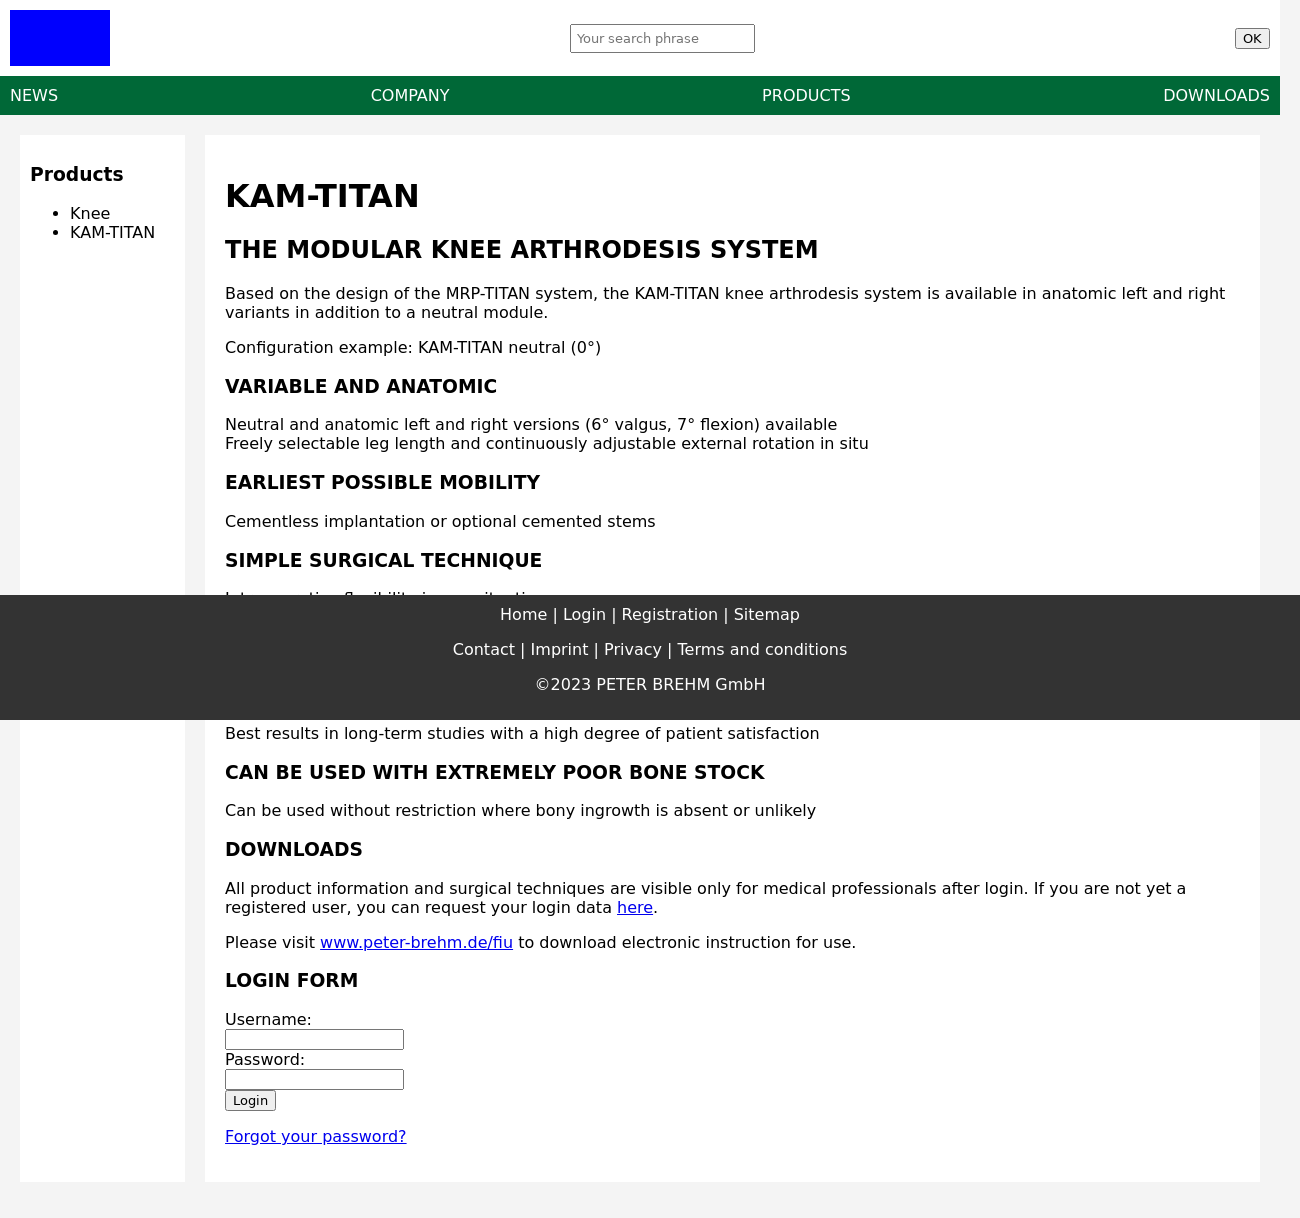 Your search phrase
OK
NEWS
COMPANY
PRODUCTS
DOWNLOADS
Products
• Knee
• KAM-TITAN
KAM-TITAN
THE MODULAR KNEE ARTHRODESIS SYSTEM
Based on the design of the MRP-TITAN system, the KAM-TITAN knee arthrodesis system is available in anatomic left and right
variants in addition to a neutral module.
Configuration example: KAM-TITAN neutral (0°)
VARIABLE AND ANATOMIC
Neutral and anatomic left and right versions (6° valgus, 7° flexion) available
Freely selectable leg length and continuously adjustable external rotation in situ
EARLIEST POSSIBLE MOBILITY
Cementless implantation or optional cemented stems
SIMPLE SURGICAL TECHNIQUE
Home | Login | Registration | Sitemap
Contact | Imprint | Privacy | Terms and conditions
©2023 PETER BREHM GmbH
Best results in long-term studies with a high degree of patient satisfaction
CAN BE USED WITH EXTREMELY POOR BONE STOCK
Can be used without restriction where bony ingrowth is absent or unlikely
DOWNLOADS
All product information and surgical techniques are visible only for medical professionals after login. If you are not yet a
registered user, you can request your login data here.
Please visit www.peter-brehm.de/fiu to download electronic instruction for use.
LOGIN FORM
Username:
Password:
Login
Forgot your password?